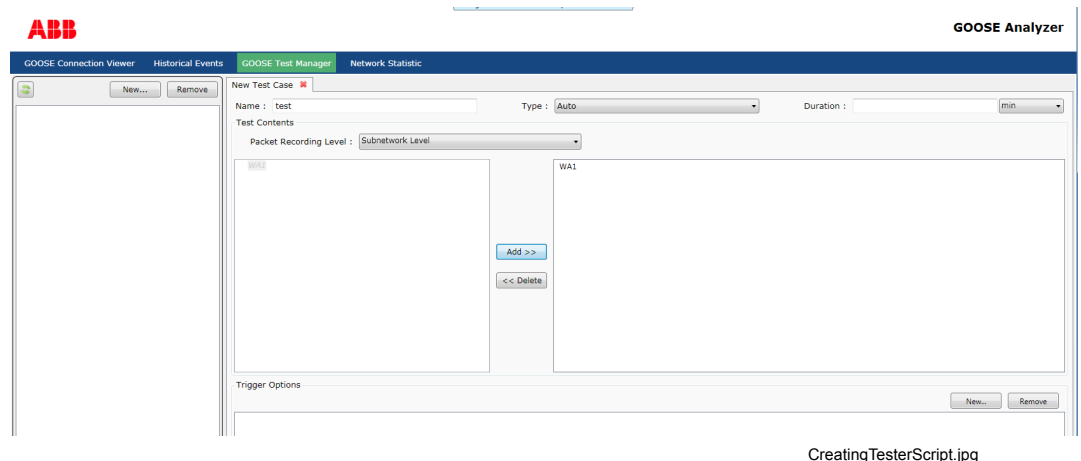 ABB
GOOSE Analyzer
GOOSE Connection Viewer Historical Events GOOSE Test Manager Network Statistic
New... Remove
New Test Case
Name : test Type : Auto Duration : min
Test Contents
Packet Recording Level : Subnetwork Level
WA1 WA1
Add >>
<< Delete
Trigger Options
New... Remove
CreatingTesterScript.jpg